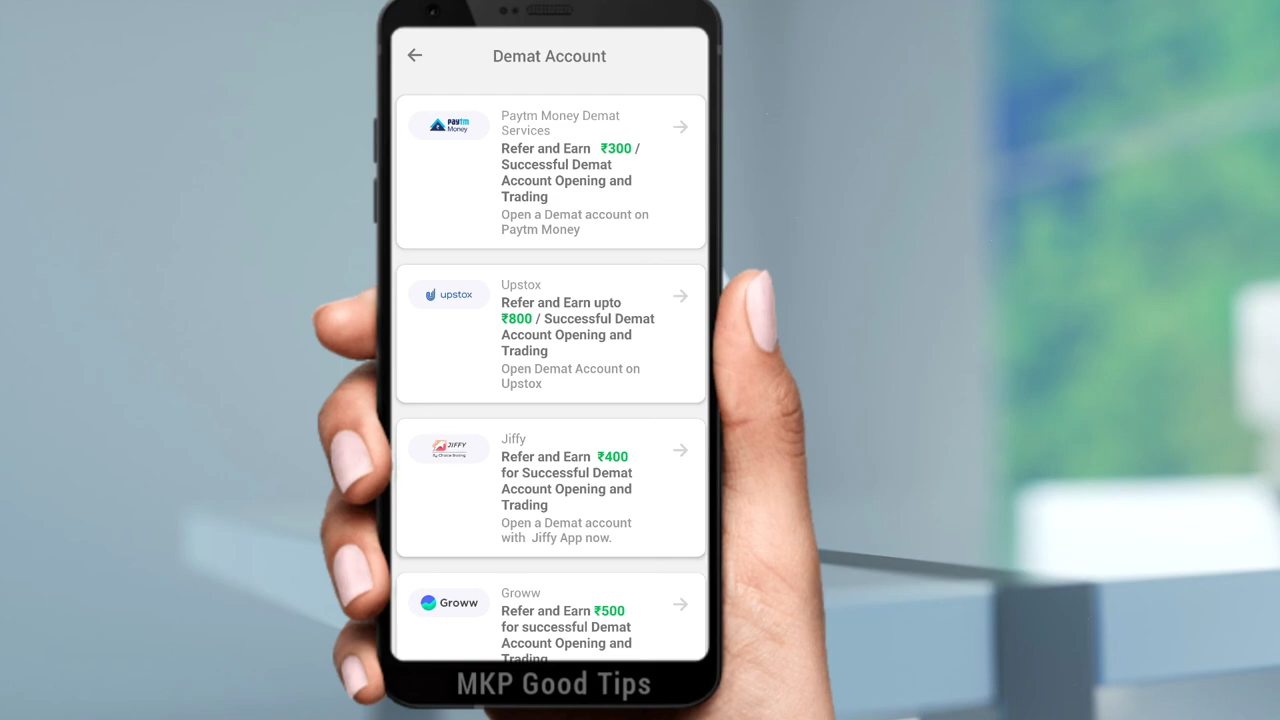 Demat Account
Paytm Money
Paytm Money Demat
Services
Refer and Earn ₹300 /
Successful Demat
Account Opening and
Trading
Open a Demat account on
Paytm Money
upstox
Upstox
Refer and Earn upto
₹800 / Successful Demat
Account Opening and
Trading
Open Demat Account on
Upstox
JIFFY
Jiffy
Refer and Earn ₹400
for Successful Demat
Account Opening and
Trading
Open a Demat account
with Jiffy App now.
Groww
Groww
Refer and Earn ₹500
for successful Demat
Account Opening and
Trading
MKP Good Tips